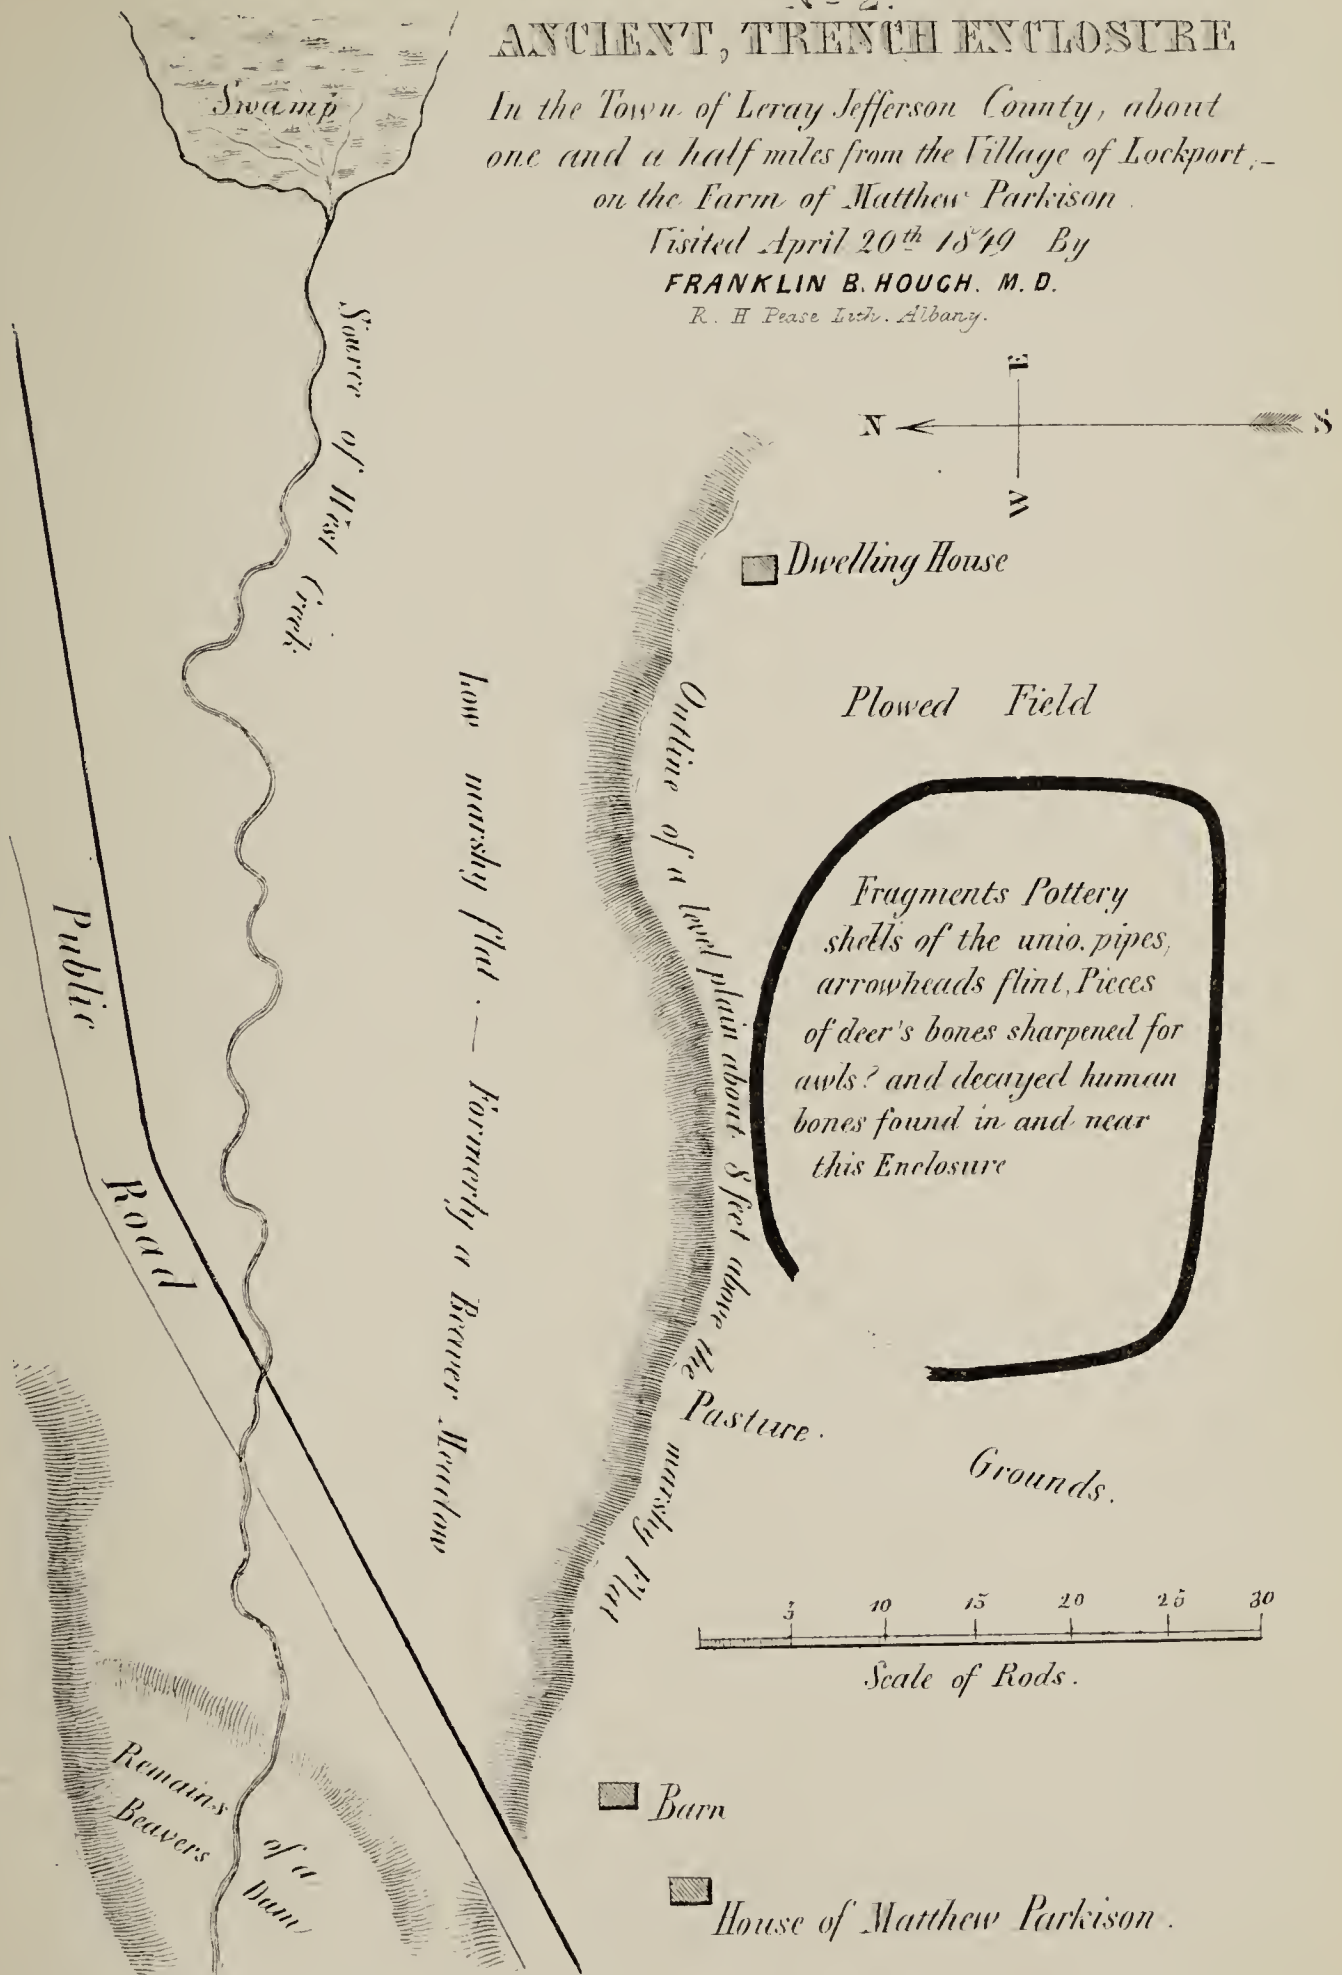 No 2.
ANCIENT, TRENCH ENCLOSURE
In the Town of Leray Jefferson County, about
one and a half miles from the Village of Lockport,–
on the Farm of Matthew Parkison.
Visited April 20th 1849 By
FRANKLIN B. HOUGH. M. D.
R. H Pease Lith. Albany.
Swamp
Source of West Creek
E
N
S
W
Dwelling House
Plowed Field
Low marshy flat. — Formerly a Beaver Meadow
Outline of a level plain about 8 feet above the marshy Flat
Fragments Pottery
shells of the unio. pipes,
arrowheads flint, Pieces
of deer's bones sharpened for
awls? and decayed human
bones found in and near
this Enclosure
Public Road
Pasture.
Grounds.
5 10 15 20 25 30
Scale of Rods.
Remains of a
Beavers Dam
Barn
House of Matthew Parkison.